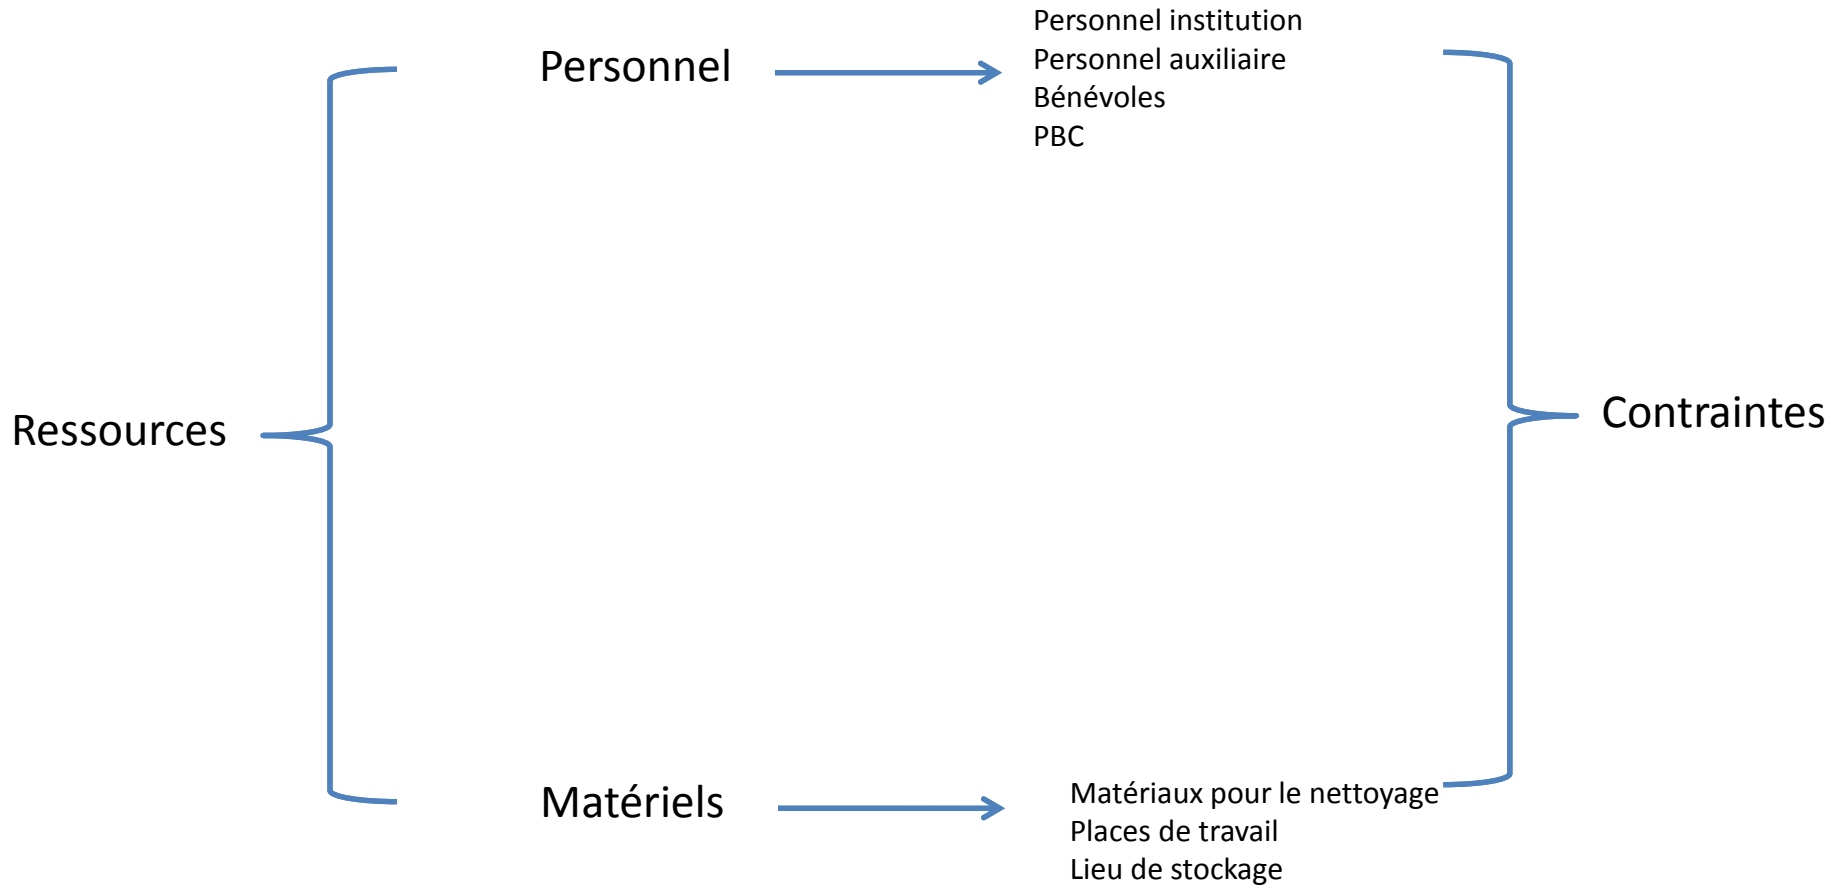 Personnel
Personnel institution
Personnel auxiliaire
Bénévoles
PBC
Ressources
Contraintes
Matériels
Matériaux pour le nettoyage
Places de travail
Lieu de stockage